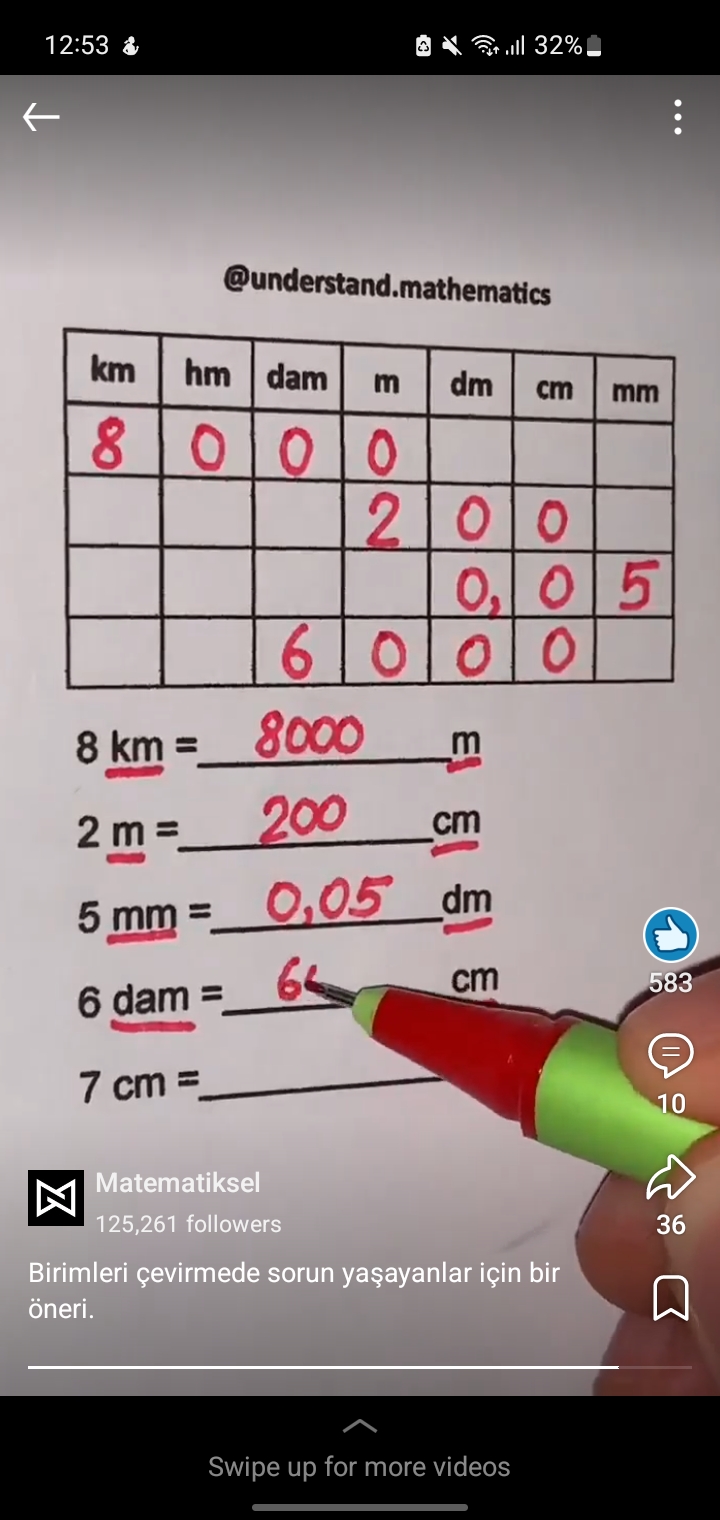 12:53 32%
@understand.mathematics
km hm dam m dm cm mm
8 0 0 0
2 0 0
0, 0 5
6 0 0 0
8 km = 8000 m
2 m = 200 cm
5 mm = 0,05 dm
6 dam = 60 cm
7 cm =
583
10
Matematiksel
125,261 followers
36
Birimleri çevirmede sorun yaşayanlar için bir
öneri.
Swipe up for more videos